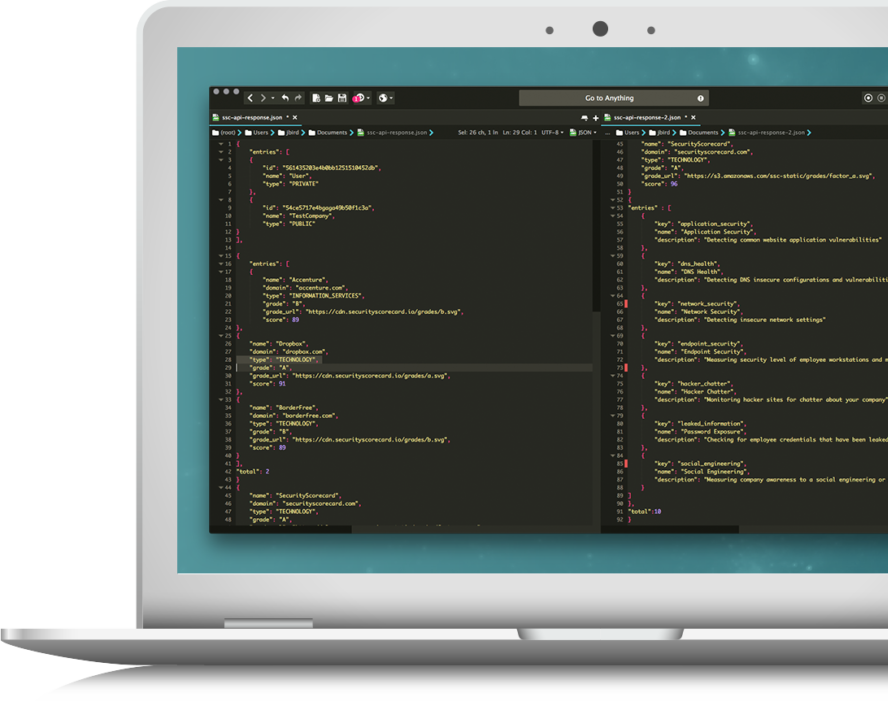 Go to Anything
ssc-api-response.json
(root) Users jbird Documents ssc-api-response.json Sel: 26 ch, 1 ln Ln: 29 Col: 1 UTF-8 JSON
1 {
2 "entries": [
3 {
4 "id": "561435203e4b0bb1251510452db",
5 "name": "User",
6 "type": "PRIVATE"
7 },
8 {
9 "id": "54ce5717e4bgaga49b50f1c3a",
10 "name": "TestCompany",
11 "type": "PUBLIC"
12 }
13 ],
14
15 {
16 "entries": [
17 {
18 "name": "Accenture",
19 "domain": "accenture.com",
20 "type": "INFORMATION_SERVICES",
21 "grade": "B",
22 "grade_url": "https://cdn.securityscorecard.io/grades/b.svg",
23 "score": 89
24 },
25 {
26 "name": "Dropbox",
27 "domain": "dropbox.com",
28 "type": "TECHNOLOGY",
29 "grade": "A",
30 "grade_url": "https://cdn.securityscorecard.io/grades/a.svg",
31 "score": 91
32 },
33 {
34 "name": "BorderFree",
35 "domain": "borderfree.com",
36 "type": "TECHNOLOGY",
37 "grade": "B",
38 "grade_url": "https://cdn.securityscorecard.io/grades/b.svg",
39 "score": 89
40 }
41 ],
42 "total": 2
43 }
44 {
45 "name": "SecurityScorecard",
46 "domain": "securityscorecard.com",
47 "type": "TECHNOLOGY",
48 "grade": "A",
ssc-api-response-2.json
... Users jbird Documents ssc-api-response-2.json
45 "name": "SecurityScorecard",
46 "domain": "securityscorecard.com",
47 "type": "TECHNOLOGY",
48 "grade": "A",
49 "grade_url": "https://s3.amazonaws.com/ssc-static/grades/factor_a.svg",
50 "score": 96
51 }
52 {
53 "entries" : [
54 {
55 "key": "application_security",
56 "name": "Application Security",
57 "description": "Detecting common website application vulnerabilities"
58 },
59 {
60 "key": "dns_health",
61 "name": "DNS Health",
62 "description": "Detecting DNS insecure configurations and vulnerabiliti
63 },
64 {
65 "key": "network_security",
66 "name": "Network Security",
67 "description": "Detecting insecure network settings"
68 },
69 {
70 "key": "endpoint_security",
71 "name": "Endpoint Security",
72 "description": "Measuring security level of employee workstations and m
73 },
74 {
75 "key": "hacker_chatter",
76 "name": "Hacker Chatter",
77 "description": "Monitoring hacker sites for chatter about your company"
78 },
79 {
80 "key": "leaked_information",
81 "name": "Password Exposure",
82 "description": "Checking for employee credentials that have been leaked
83 },
84 {
85 "key": "social_engineering",
86 "name": "Social Engineering",
87 "description": "Measuring company awareness to a social engineering or
88 }
89 ]
90 },
91 "total":10
92 }